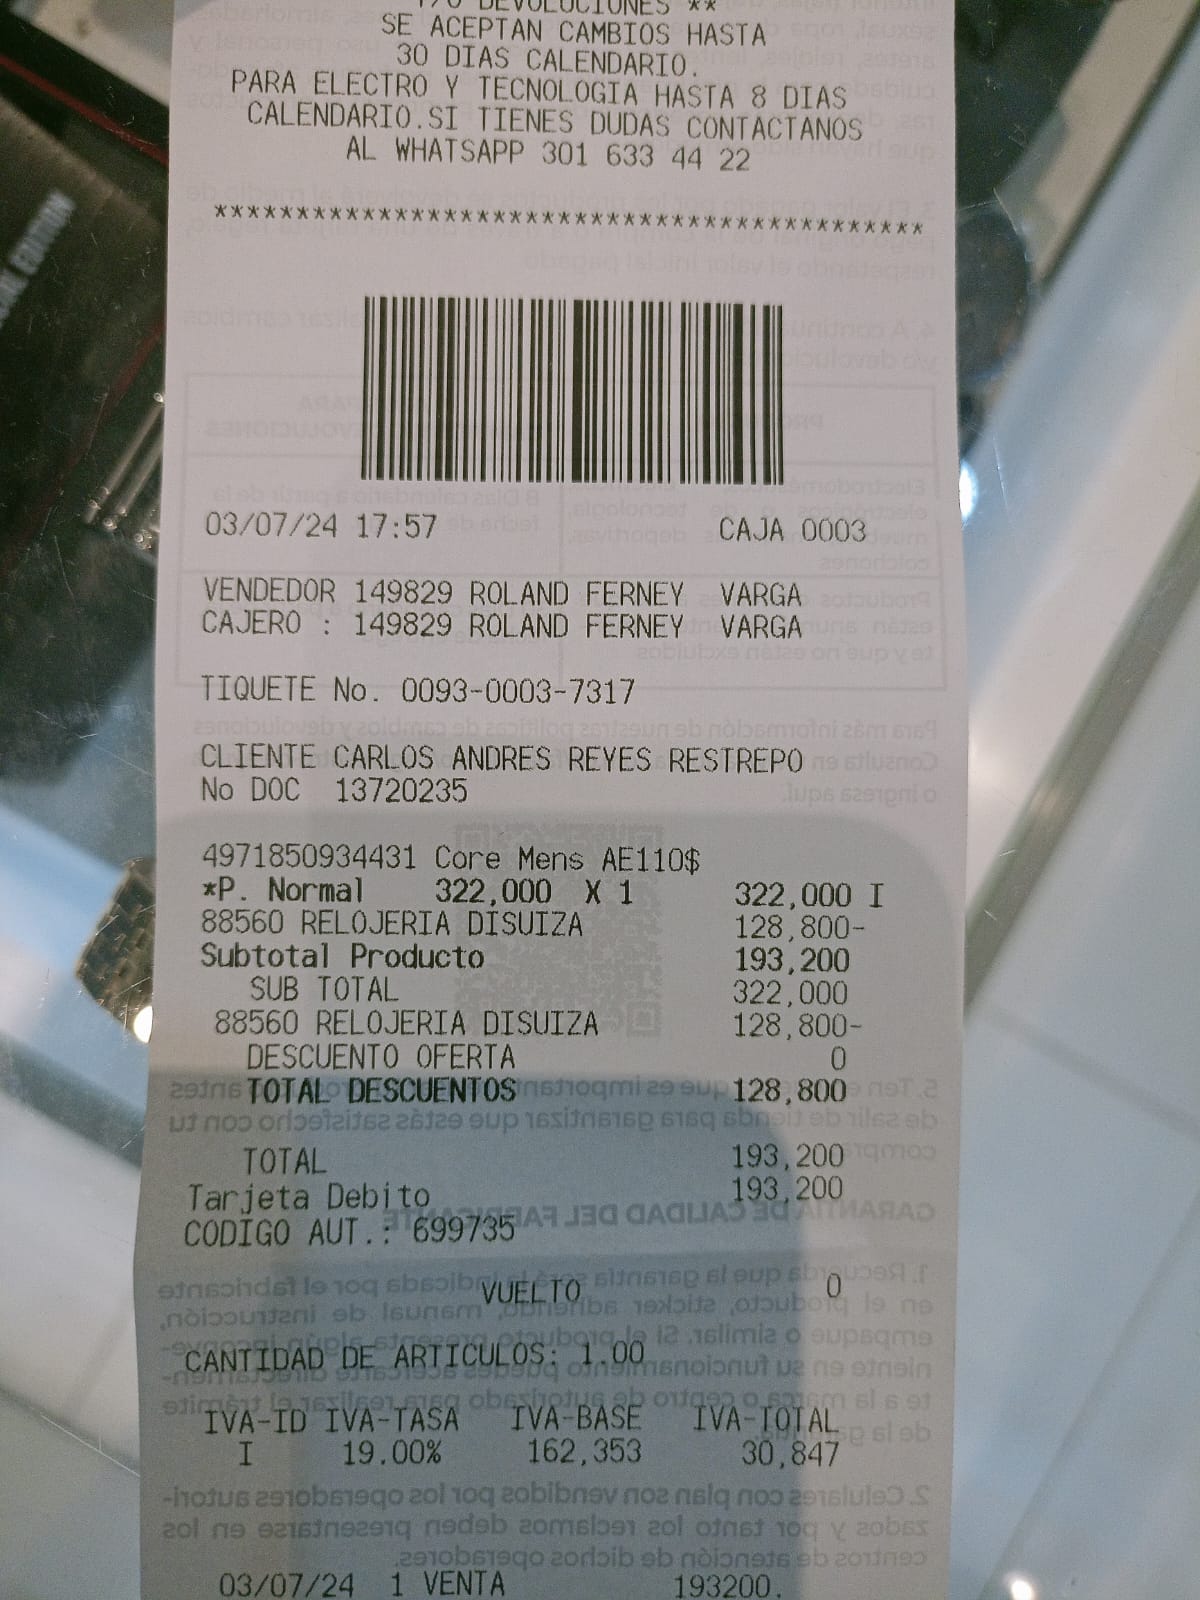 Y/O DEVOLUCIONES **
SE ACEPTAN CAMBIOS HASTA
30 DIAS CALENDARIO.
PARA ELECTRO Y TECNOLOGIA HASTA 8 DIAS
CALENDARIO.SI TIENES DUDAS CONTACTANOS
AL WHATSAPP 301 633 44 22
********************************************
03/07/24 17:57 CAJA 0003
VENDEDOR 149829 ROLAND FERNEY VARGA
CAJERO : 149829 ROLAND FERNEY VARGA
TIQUETE No. 0093-0003-7317
CLIENTE CARLOS ANDRES REYES RESTREPO
No DOC 13720235
4971850934431 Core Mens AE110$
*P. Normal 322,000 X 1 322,000 I
88560 RELOJERIA DISUIZA 128,800-
Subtotal Producto 193,200
SUB TOTAL 322,000
88560 RELOJERIA DISUIZA 128,800-
DESCUENTO OFERTA 0
TOTAL DESCUENTOS 128,800
TOTAL 193,200
Tarjeta Debito 193,200
CODIGO AUT.: 699735
VUELTO 0
CANTIDAD DE ARTICULOS: 1.00
IVA-ID IVA-TASA IVA-BASE IVA-TOTAL
I 19.00% 162,353 30,847
03/07/24 1 VENTA 193200.